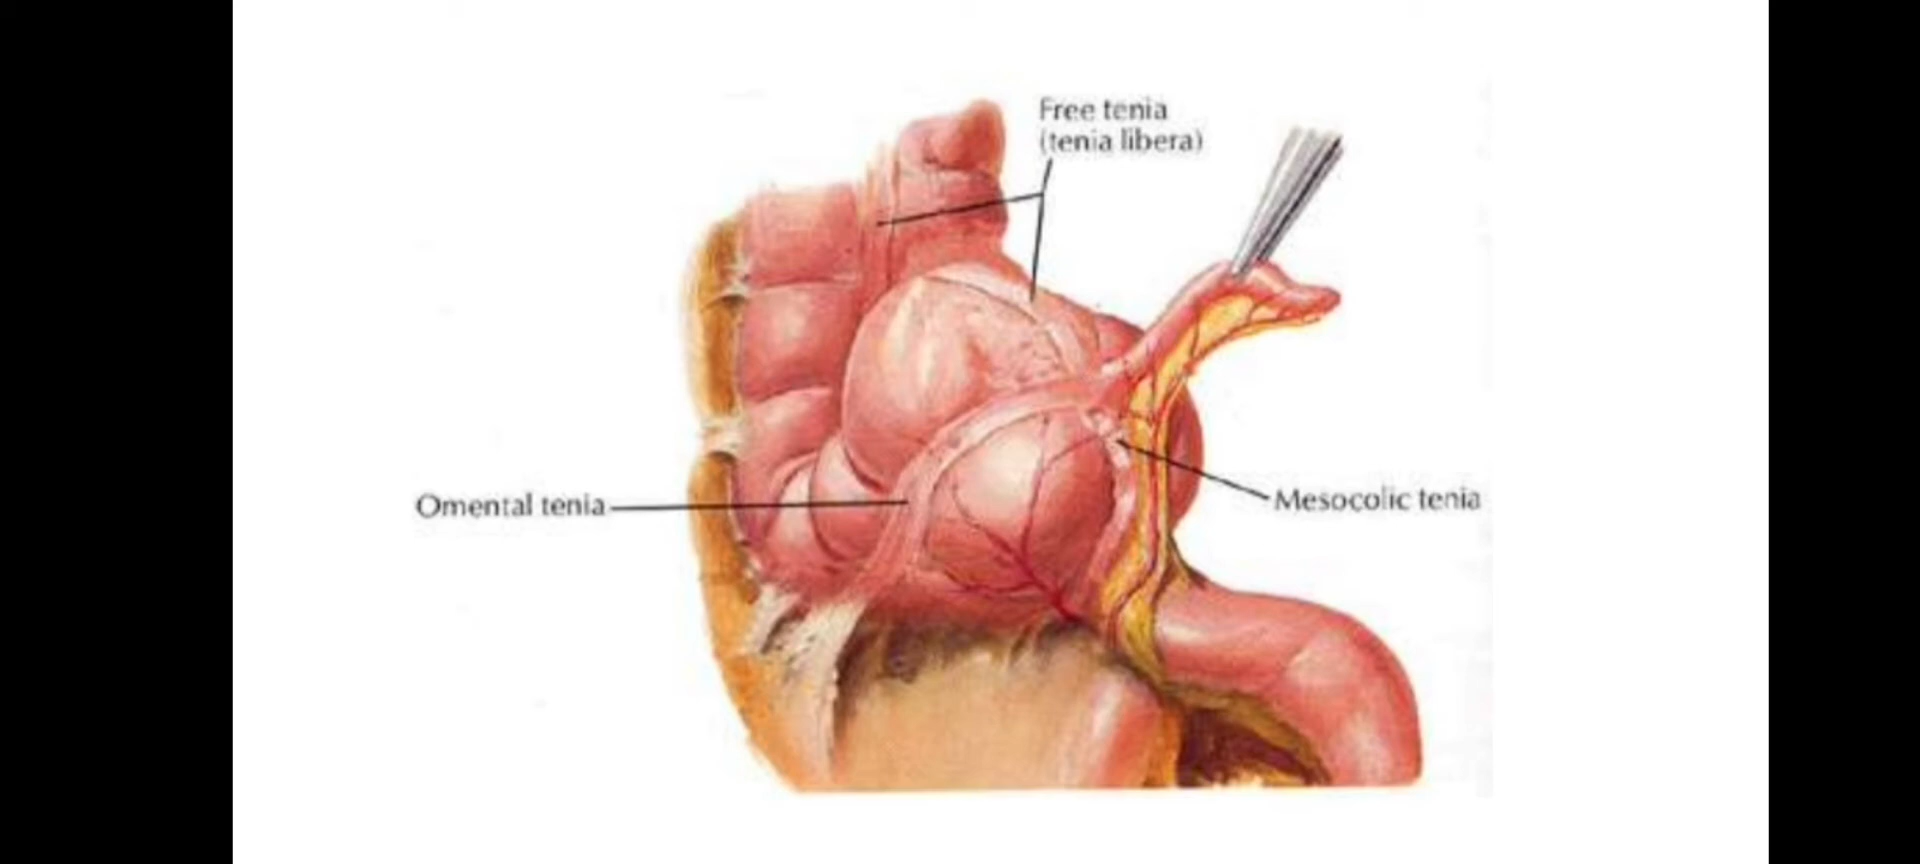 Free tenia
(tenia libera)
Omental tenia
Mesocolic tenia